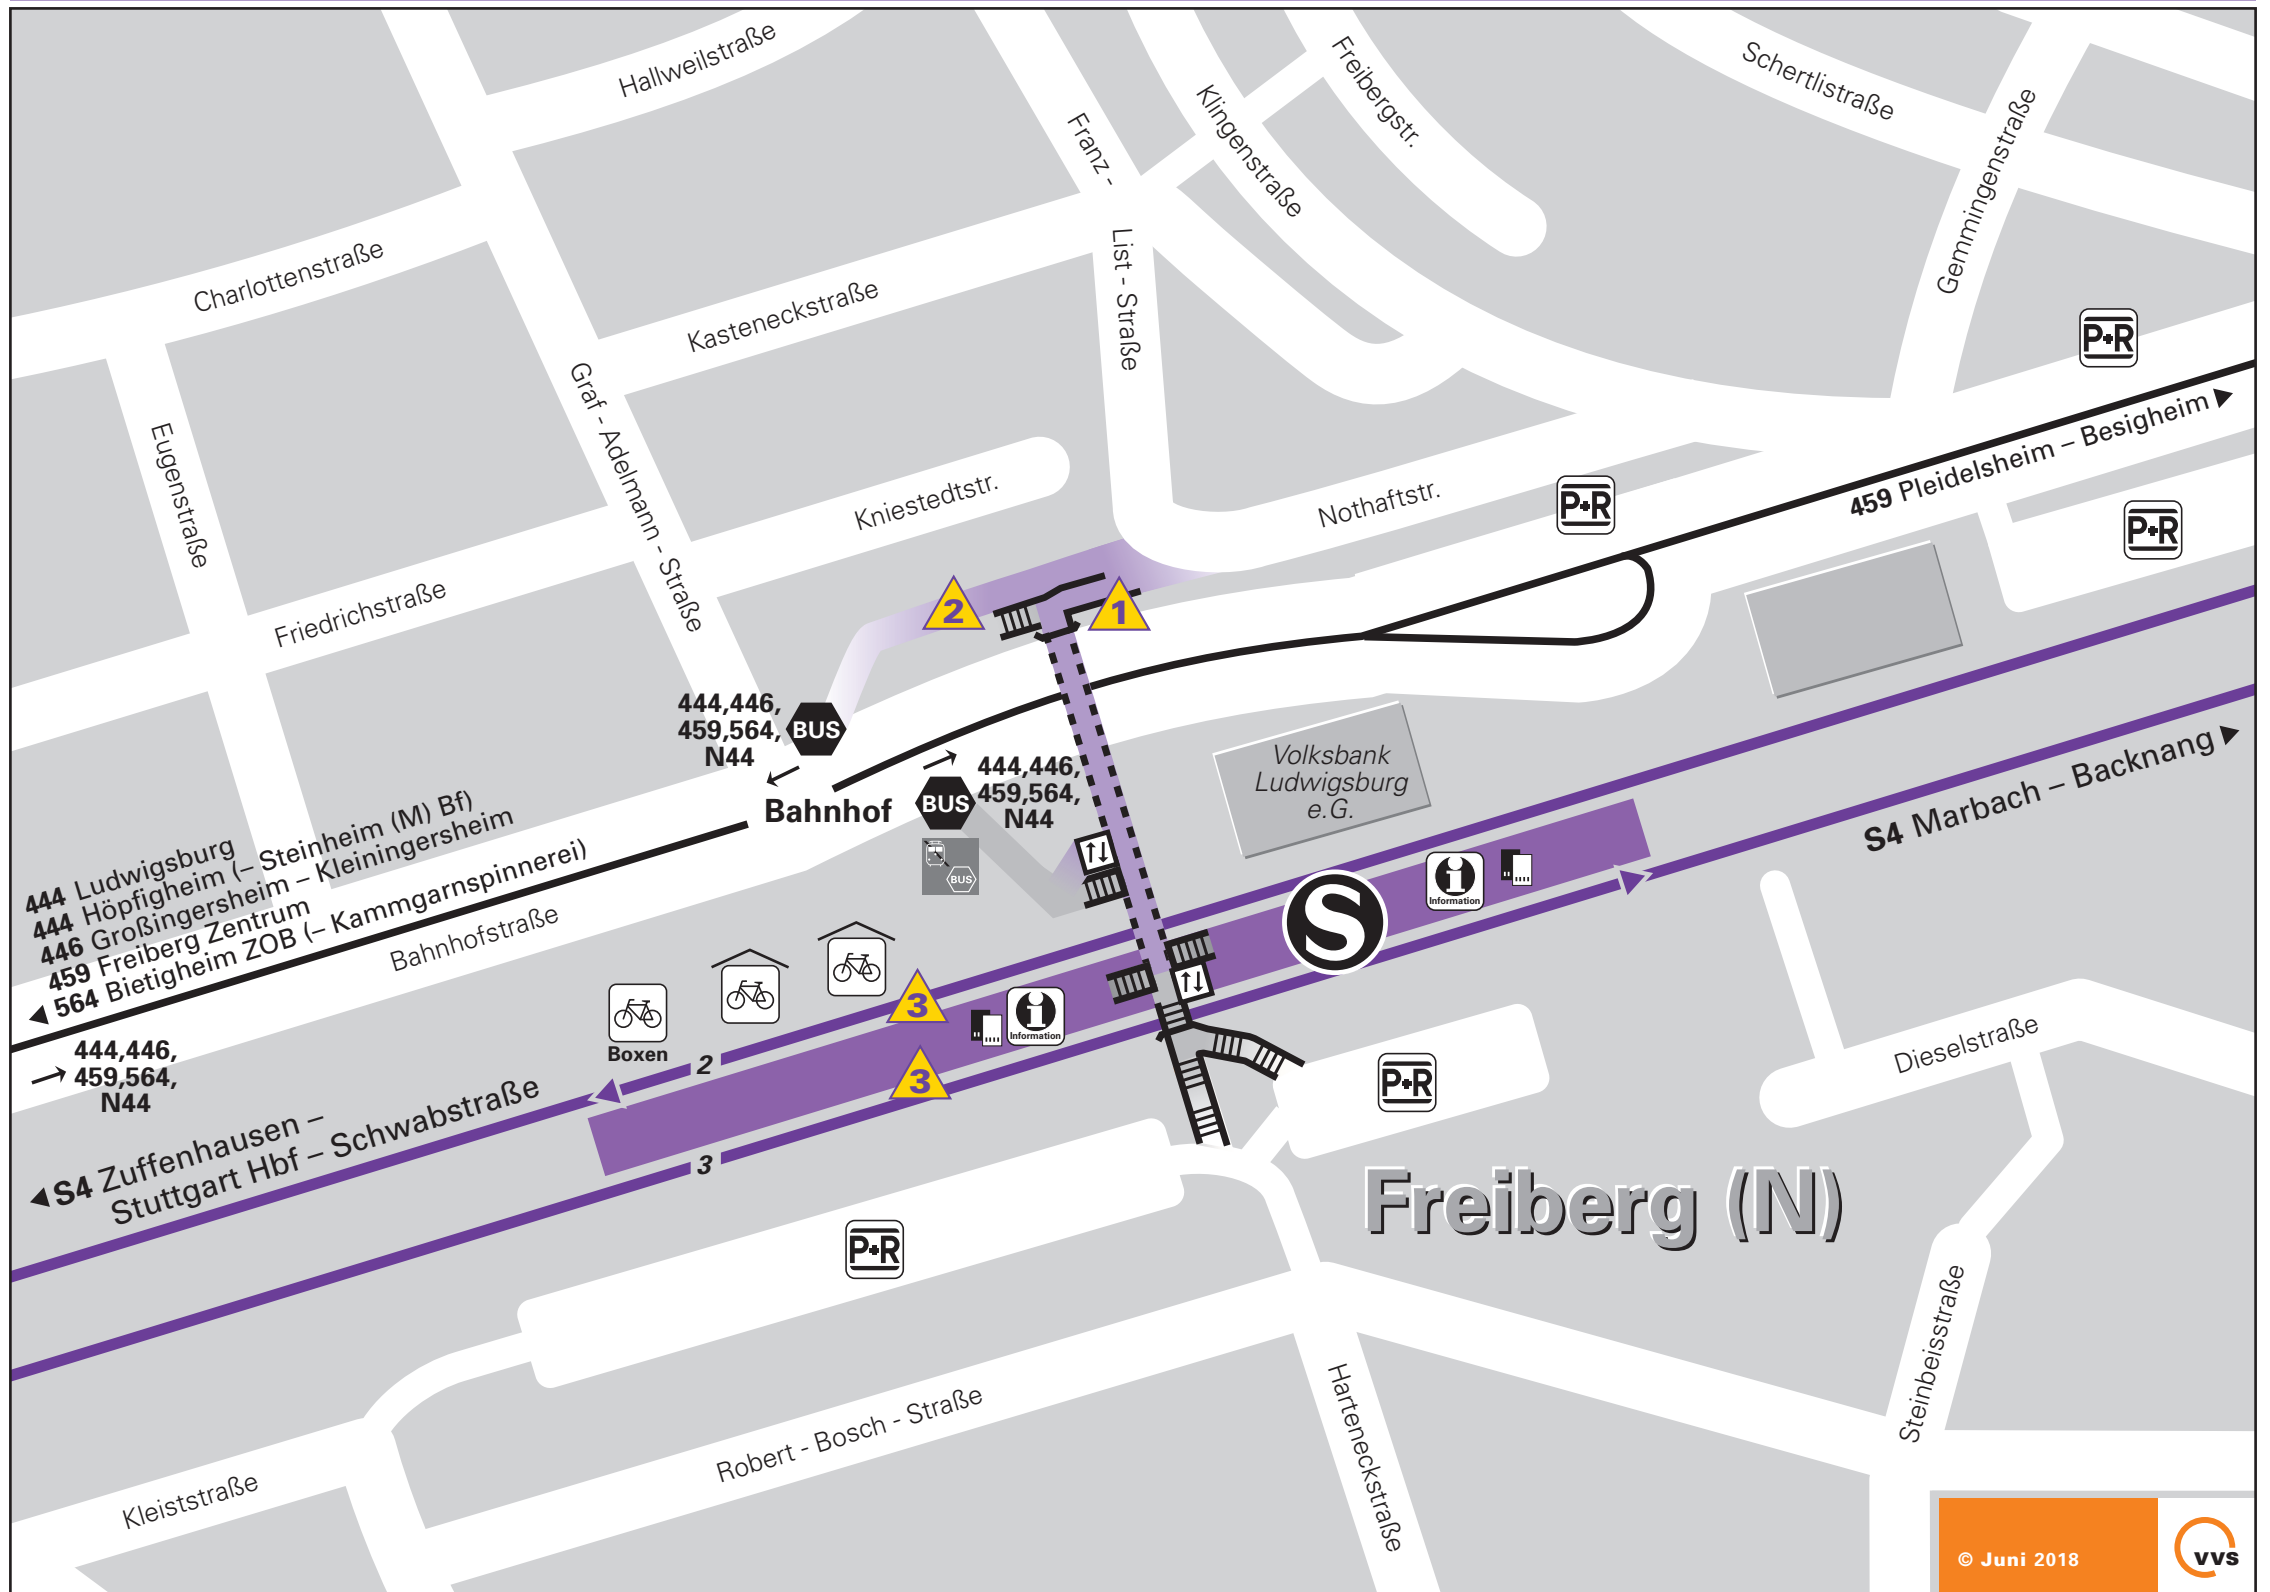 Hallweilstraße
Charlottenstraße
Eugenstraße
Friedrichstraße
Graf - Adelmann - Straße
Kasteneckstraße
Kniestedtstr.
Franz -
List - Straße
Klingenstraße
Freibergstr.
Schertlistraße
Gemmingenstraße
Nothaftstr.
P+R
P+R
P+R
459 Pleidelsheim – Besigheim
2
1
444,446,
459,564,
N44
BUS
Bahnhof
BUS
444,446,
459,564,
N44
BUS
Volksbank
Ludwigsburg
e.G.
444 Ludwigsburg
444 Höpfigheim (– Steinheim (M) Bf)
446 Großingersheim – Kleiningersheim
459 Freiberg Zentrum
564 Bietigheim ZOB (– Kammgarnspinnerei)
Bahnhofstraße
444,446,
459,564,
N44
Boxen
S
i
Information
i
Information
3
3
2
3
S4 Marbach – Backnang
S4 Zuffenhausen –
Stuttgart Hbf – Schwabstraße
P+R
P+R
Dieselstraße
Freiberg (N)
Steinbeisstraße
Harteneckstraße
Robert - Bosch - Straße
Kleiststraße
© Juni 2018
vvs